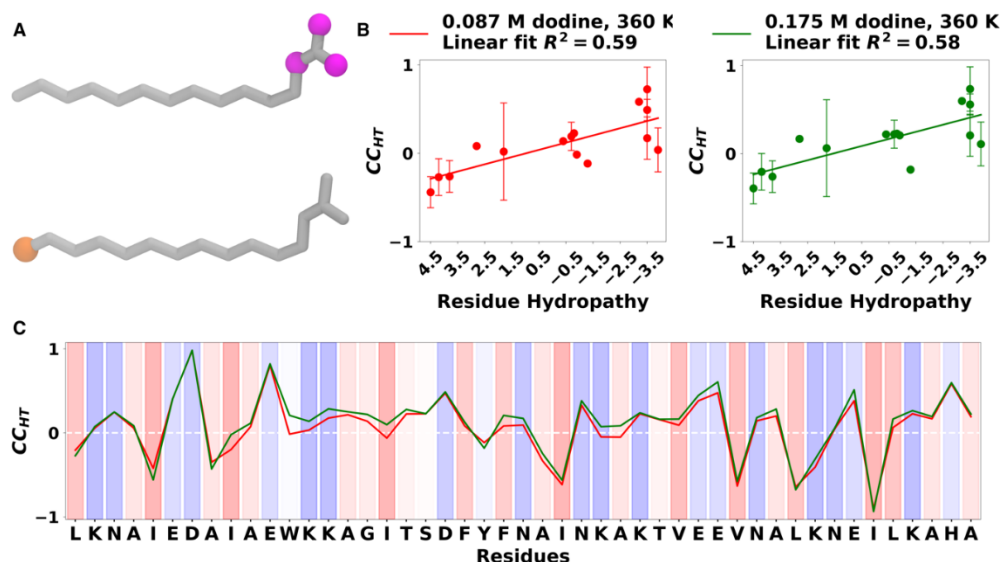 A
B
0.087 M dodine, 360 K
Linear fit R² = 0.59
0.175 M dodine, 360 K
Linear fit R² = 0.58
CC_HT
1
0
−1
4.5 3.5 2.5 1.5 0.5 −0.5 −1.5 −2.5 −3.5
Residue Hydropathy
CC_HT
1
0
−1
4.5 3.5 2.5 1.5 0.5 −0.5 −1.5 −2.5 −3.5
Residue Hydropathy
C
CC_HT
1
0
−1
L K N A I E D A I A E W K K A G I T S D F Y F N A I N K A K T V E E V N A L K N E I L K A H A
Residues